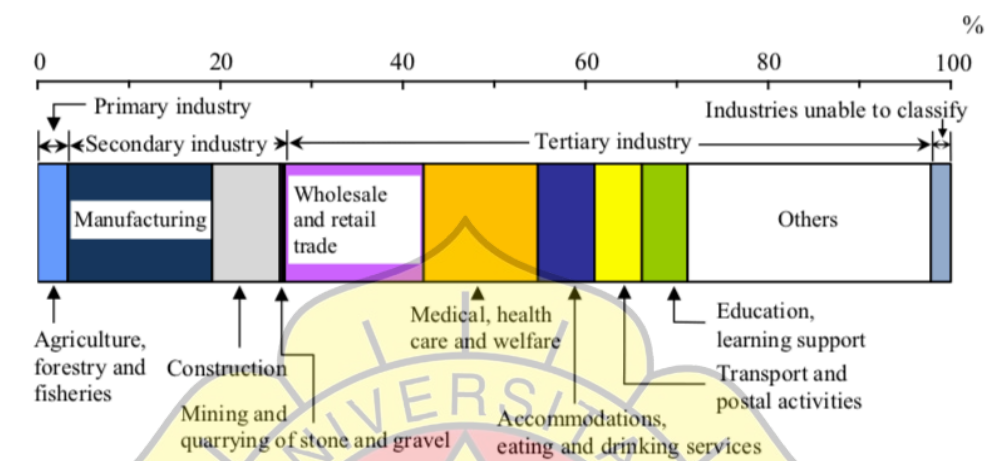 %
0 20 40 60 80 100
Primary industry
Industries unable to classify
Secondary industry
Tertiary industry
Manufacturing
Wholesale
and retail
trade
Others
Agriculture,
forestry and
fisheries
Construction
Mining and
quarrying of stone and gravel
Medical, health
care and welfare
Accommodations,
eating and drinking services
Education,
learning support
Transport and
postal activities